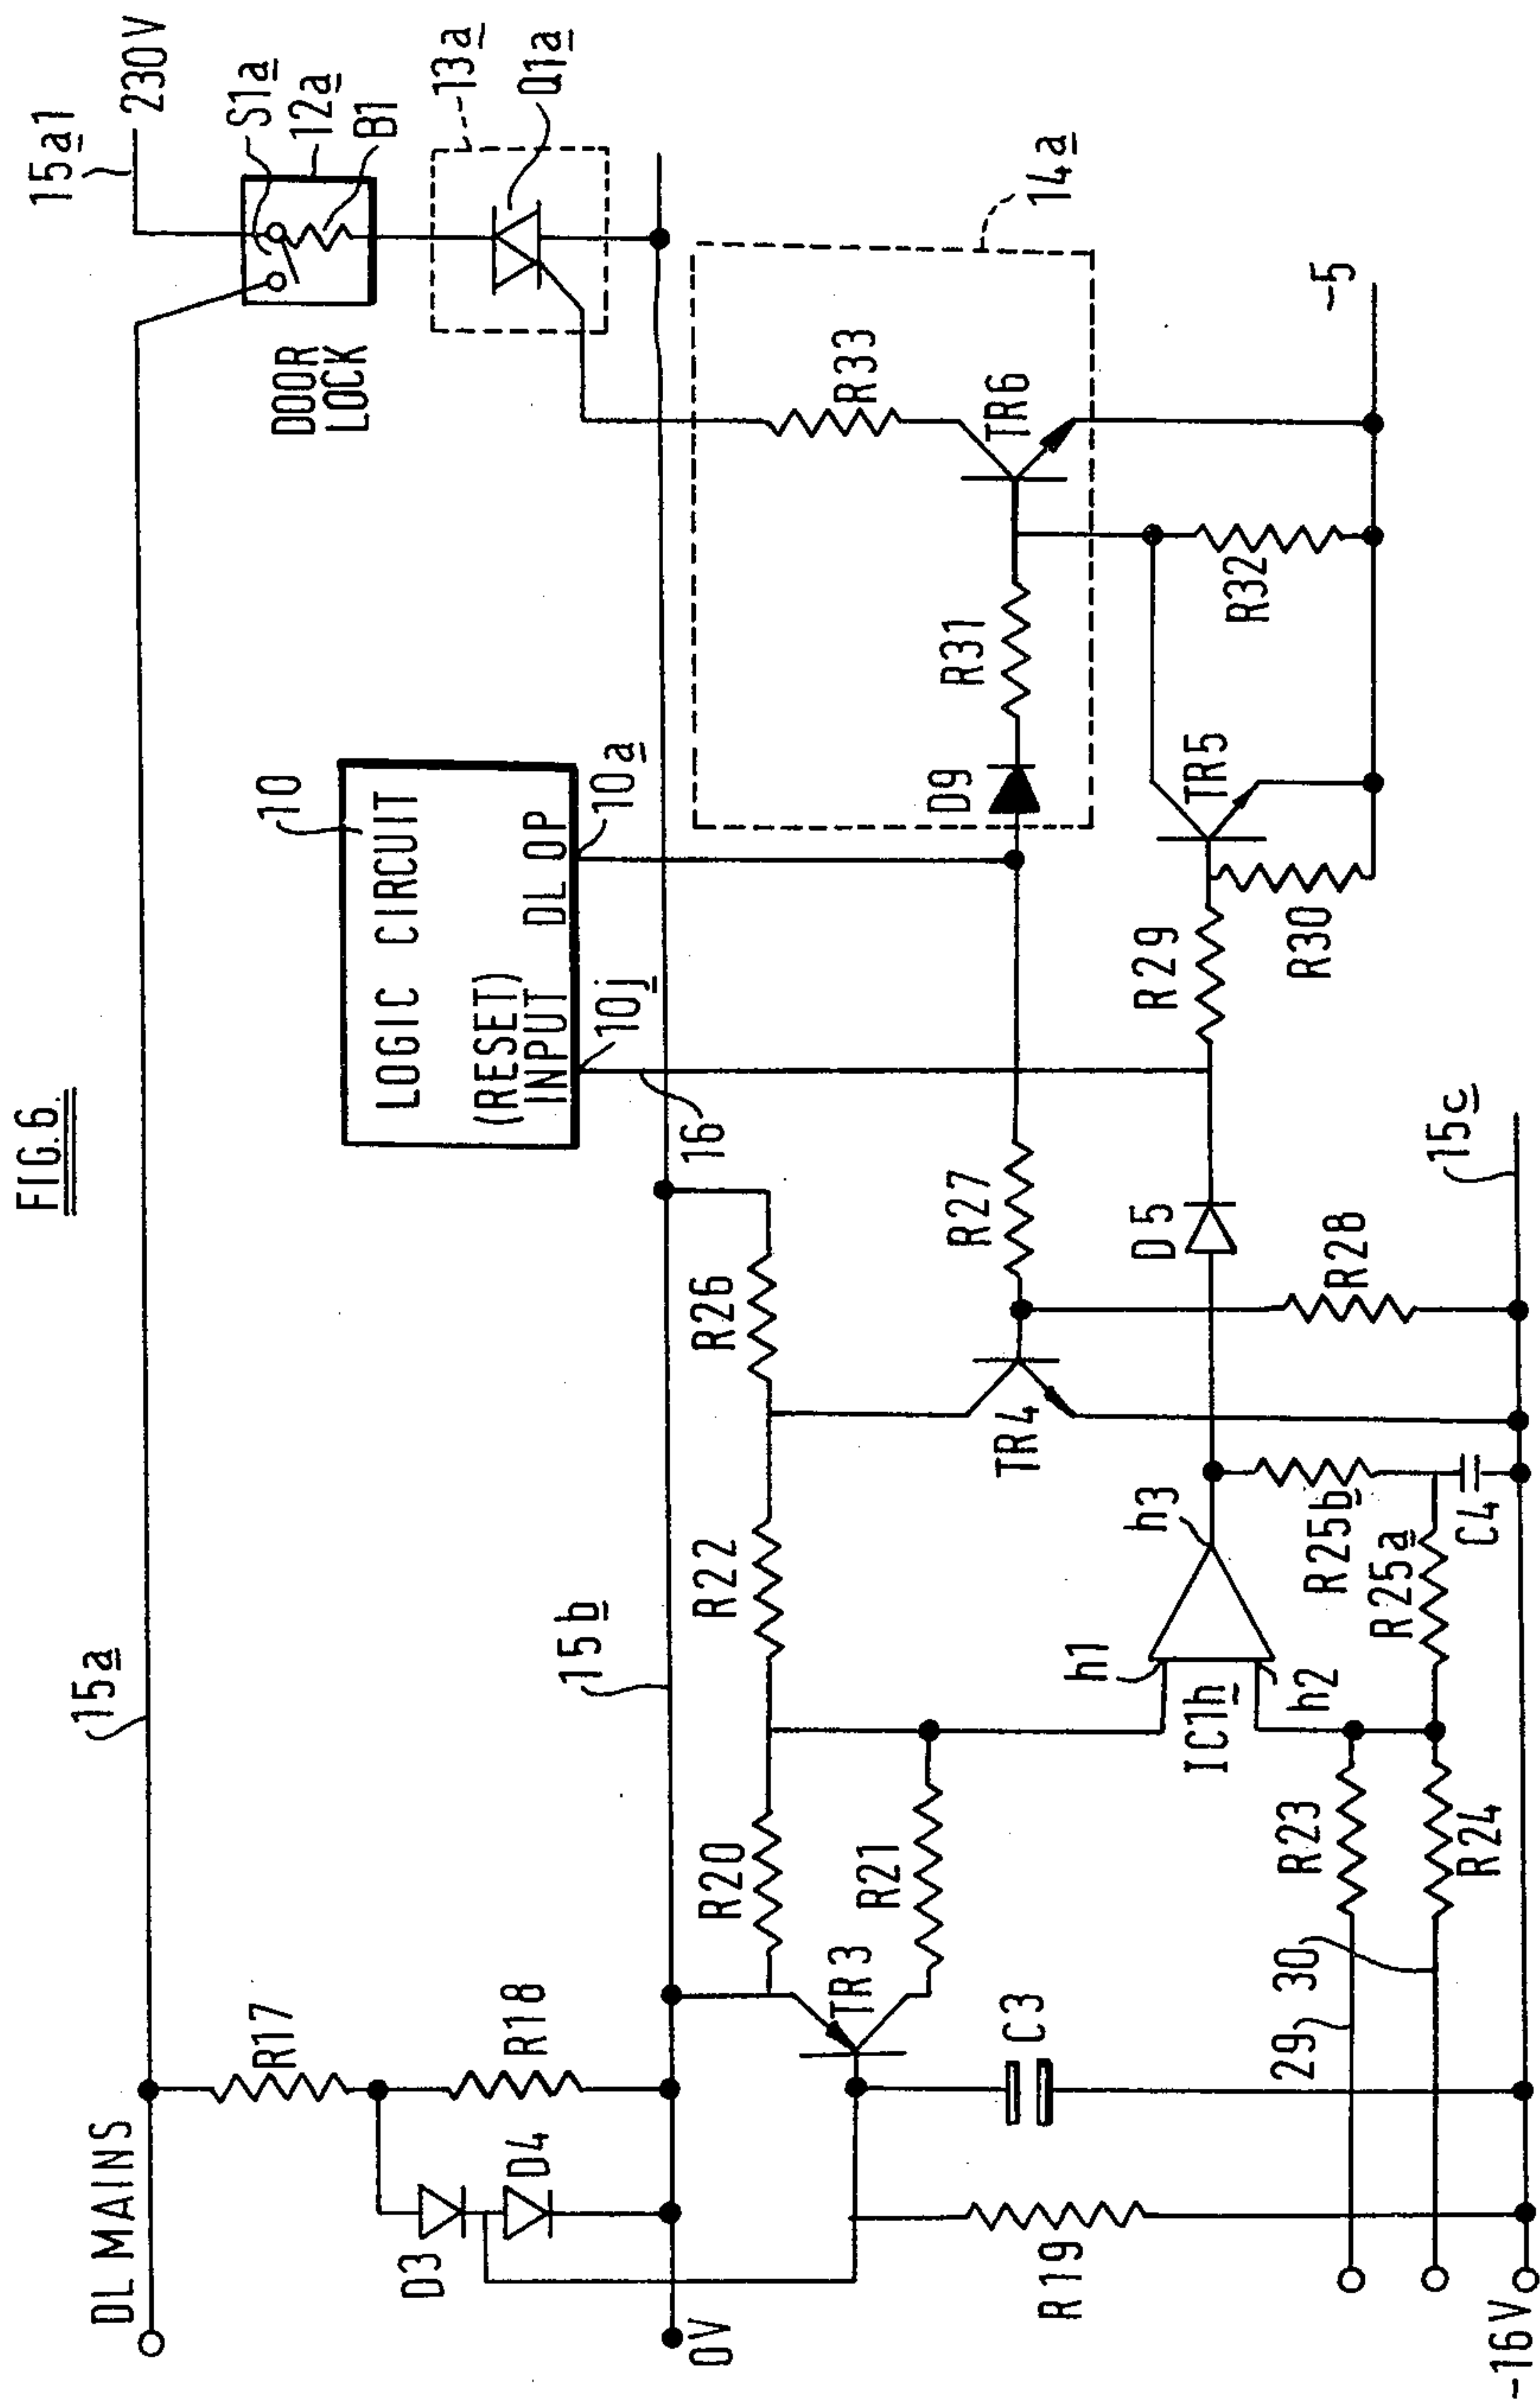 FIG.6.
15a1
230V
S1a
12a
B1
DOOR
LOCK
13a
Q1a
15a
DL MAINS
10
LOGIC CIRCUIT
(RESET)
INPUT DL OP
10j
10a
16
14a
R17
R18
D3
D4
0V
15b
R20
R22
R26
R21
TR3
C3
R19
TR4
R27
R28
D9
R31
R33
TR6
R32
-5
TR5
R29
R30
D5
h1
h2
h3
IC1h
R25b
R25a
C4
R23
R24
29
30
15c
-16V